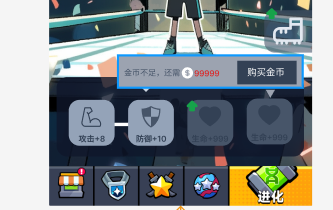 金币不足，还需 $ 99999 购买金币
攻击+8 防御+10 生命+999 生命+999
进化